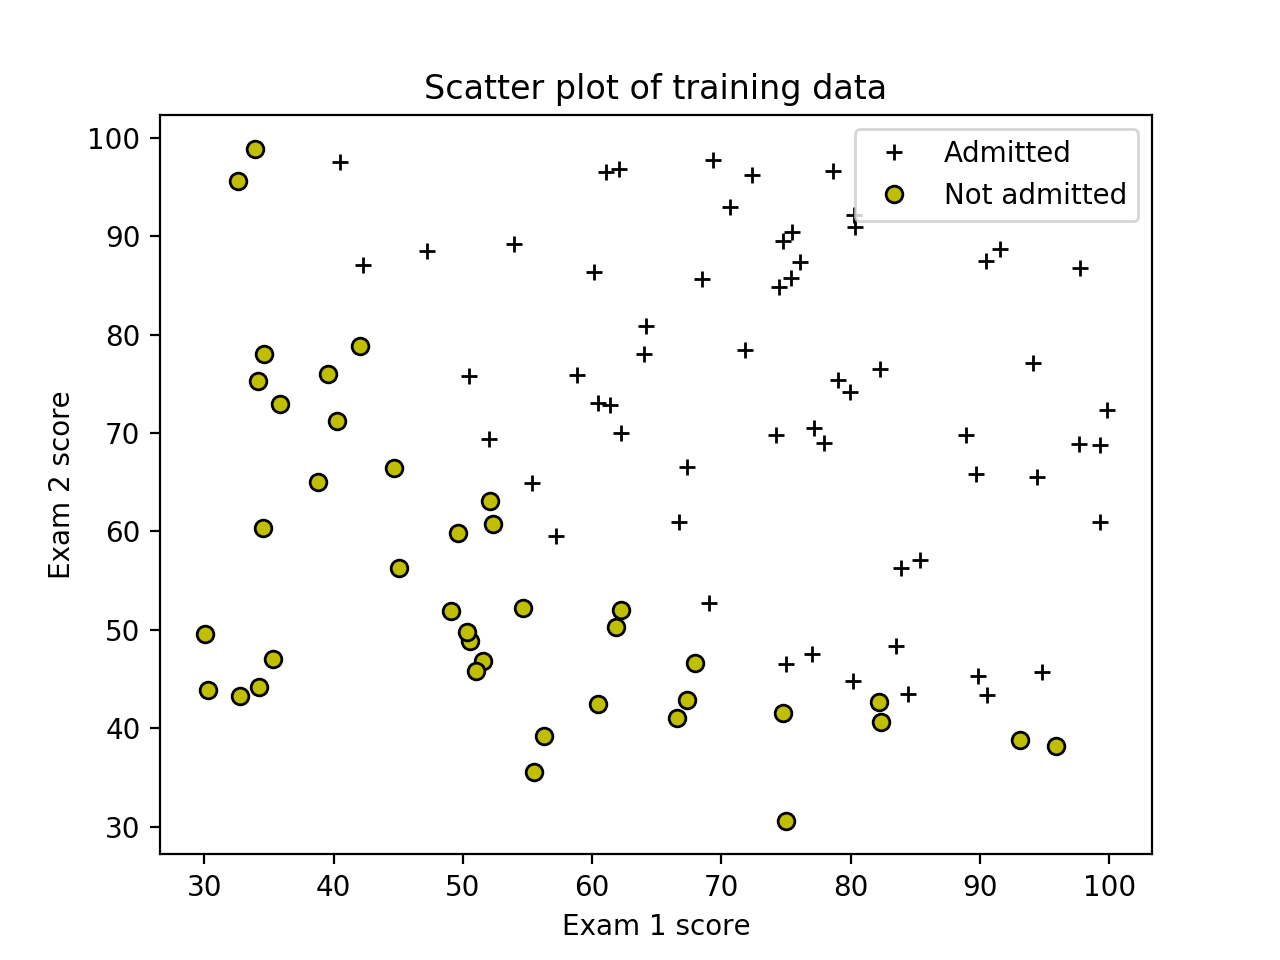 Scatter plot of training data
Admitted
Not admitted
100
90
80
70
60
50
40
30
Exam 2 score
30 40 50 60 70 80 90 100
Exam 1 score